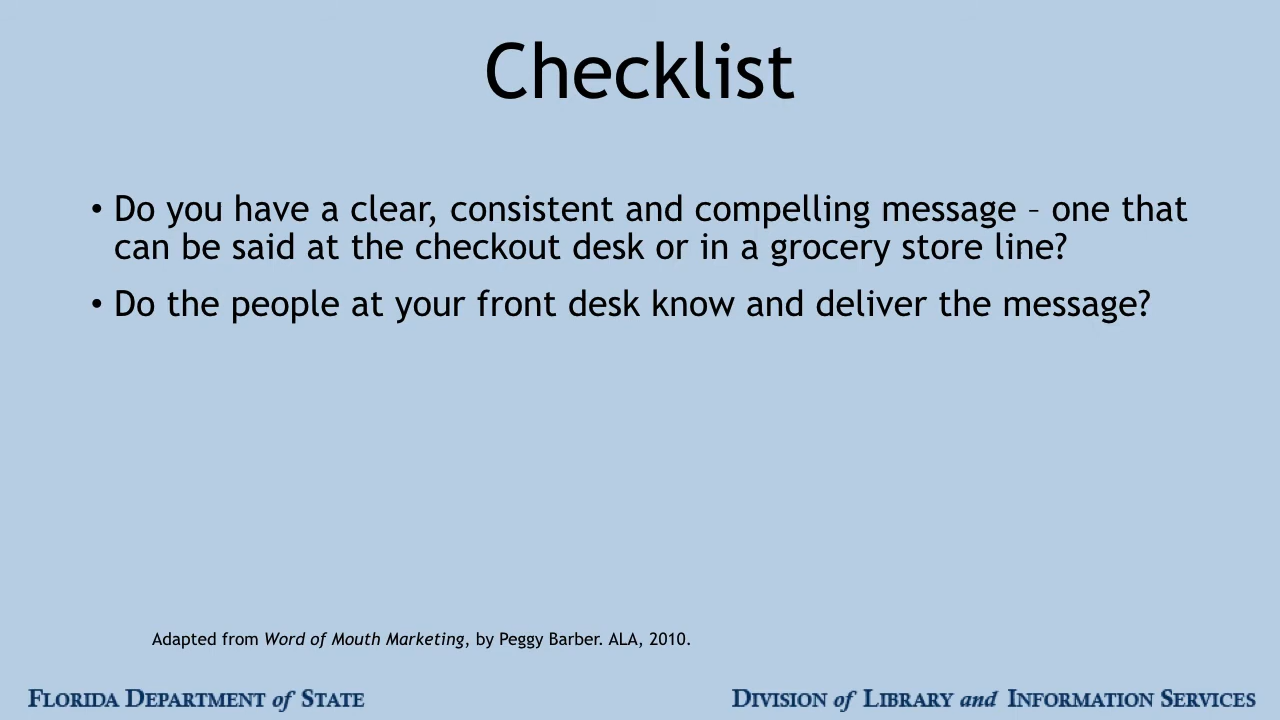 Checklist
• Do you have a clear, consistent and compelling message – one that
can be said at the checkout desk or in a grocery store line?
• Do the people at your front desk know and deliver the message?
Adapted from Word of Mouth Marketing, by Peggy Barber. ALA, 2010.
FLORIDA DEPARTMENT of STATE
DIVISION of LIBRARY and INFORMATION SERVICES